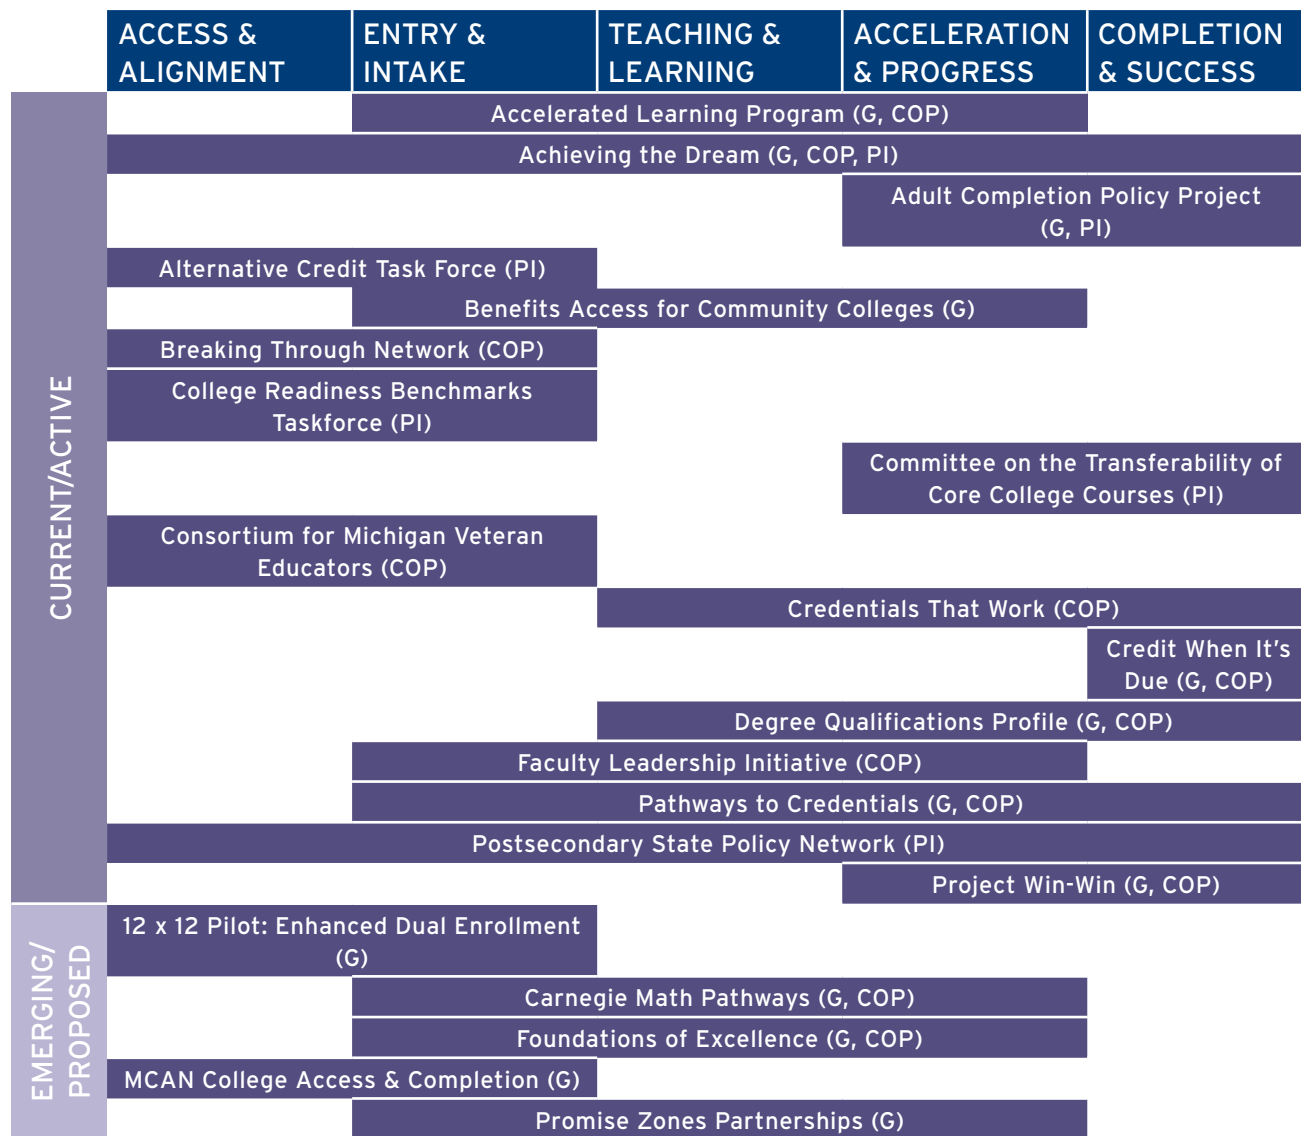 ACCESS &
ALIGNMENT
ENTRY &
INTAKE
TEACHING &
LEARNING
ACCELERATION
& PROGRESS
COMPLETION
& SUCCESS
CURRENT/ACTIVE
Accelerated Learning Program (G, COP)
Achieving the Dream (G, COP, PI)
Adult Completion Policy Project
(G, PI)
Alternative Credit Task Force (PI)
Benefits Access for Community Colleges (G)
Breaking Through Network (COP)
College Readiness Benchmarks
Taskforce (PI)
Committee on the Transferability of
Core College Courses (PI)
Consortium for Michigan Veteran
Educators (COP)
Credentials That Work (COP)
Credit When It’s
Due (G, COP)
Degree Qualifications Profile (G, COP)
Faculty Leadership Initiative (COP)
Pathways to Credentials (G, COP)
Postsecondary State Policy Network (PI)
Project Win-Win (G, COP)
EMERGING/
PROPOSED
12 x 12 Pilot: Enhanced Dual Enrollment
(G)
Carnegie Math Pathways (G, COP)
Foundations of Excellence (G, COP)
MCAN College Access & Completion (G)
Promise Zones Partnerships (G)